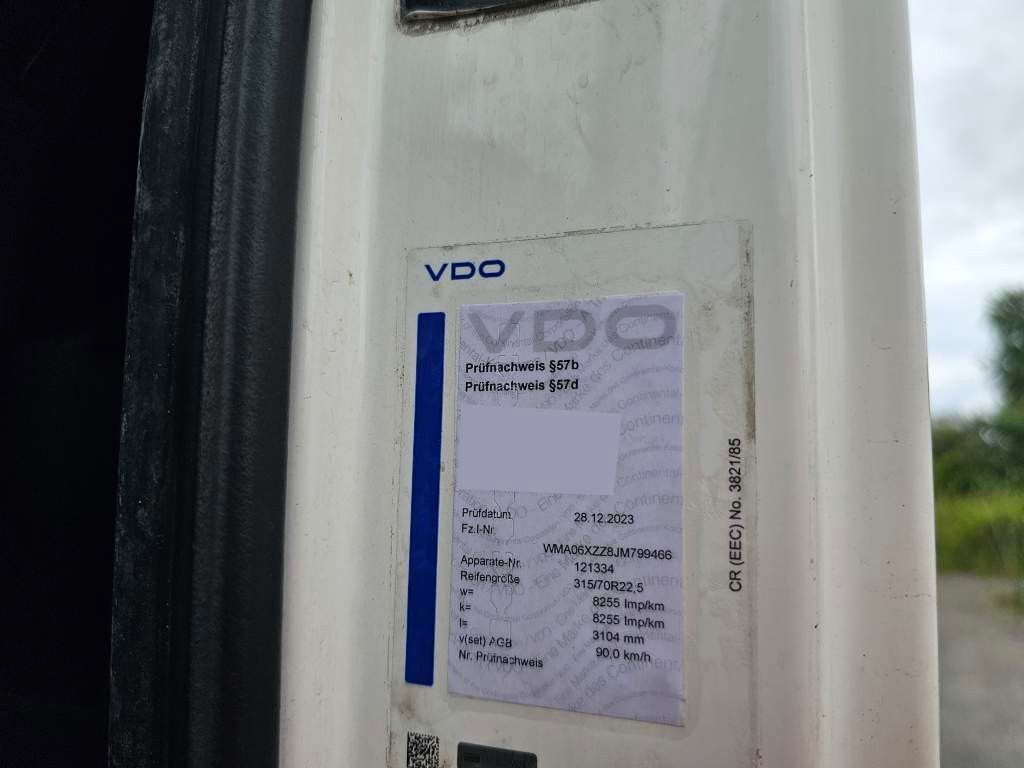 VDO
VDO
Prüfnachweis §57b
Prüfnachweis §57d
Prüfdatum 28.12.2023
Fz.I-Nr.
WMA06XZZ8JM799466
Apparate-Nr. 121334
Reifengröße 315/70R22,5
w= 8255 Imp/km
k= 8255 Imp/km
l= 3104 mm
v(set) AGB 90,0 km/h
Nr. Prüfnachweis
CR (EEC) No. 3821/85